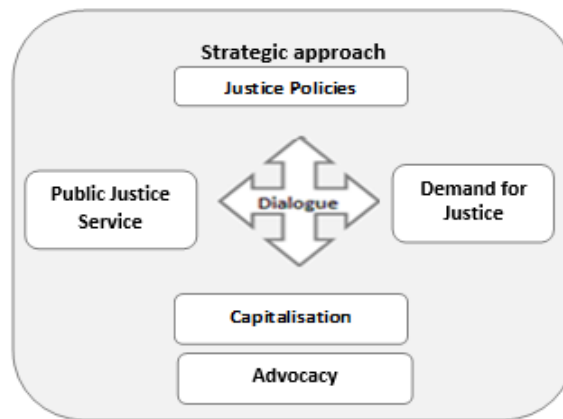 Strategic approach
Justice Policies
Public Justice
Service
Dialogue
Demand for
Justice
Capitalisation
Advocacy